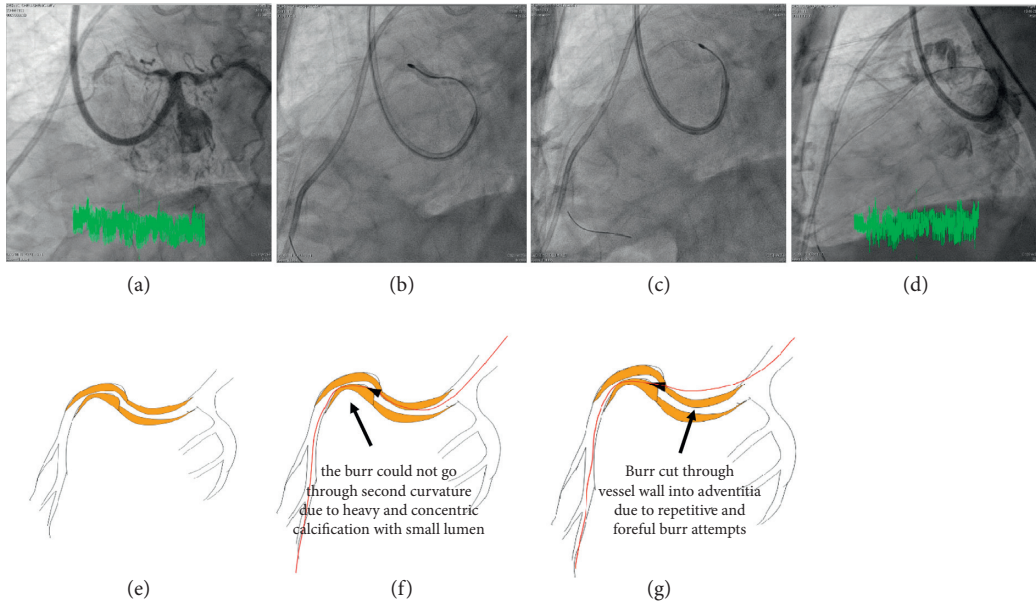 (a)
(b)
(c)
(d)
the burr could not go
through second curvature
due to heavy and concentric
calcification with small lumen
Burr cut through
vessel wall into adventitia
due to repetitive and
foreful burr attempts
(e)
(f)
(g)